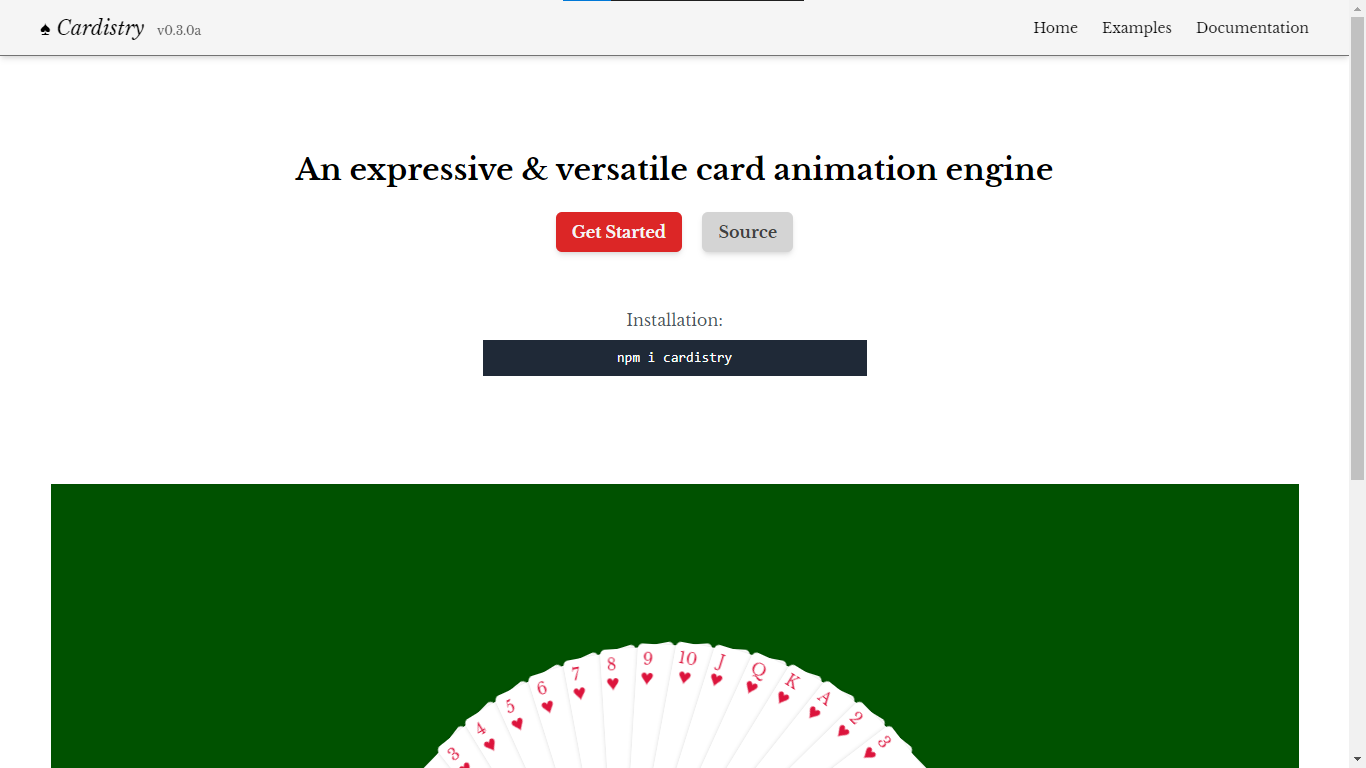 ♠ Cardistry v0.3.0a Home Examples Documentation
An expressive & versatile card animation engine
Get Started Source
Installation:
npm i cardistry
3♥ 4♥ 5♥ 6♥ 7♥ 8♥ 9♥ 10♥ J♥ Q♥ K♥ A♥ 2♥ 3♥